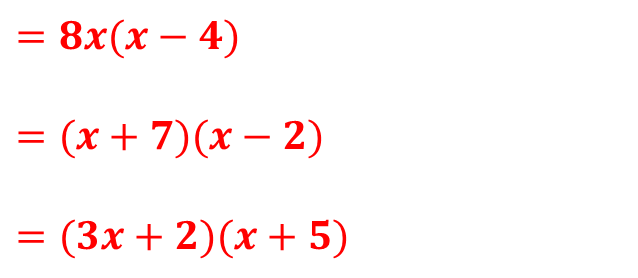 = 8x(x − 4)
= (x + 7)(x − 2)
= (3x + 2)(x + 5)